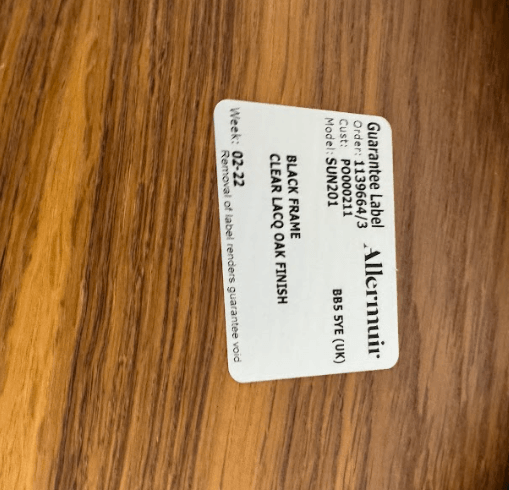 Guarantee Label Allermuir
Order: 1139664/3
Cust: PO000211 BB5 5YE (UK)
Model: SUN201
BLACK FRAME
CLEAR LACQ OAK FINISH
Week: 02-22
Removal of label renders guarantee void